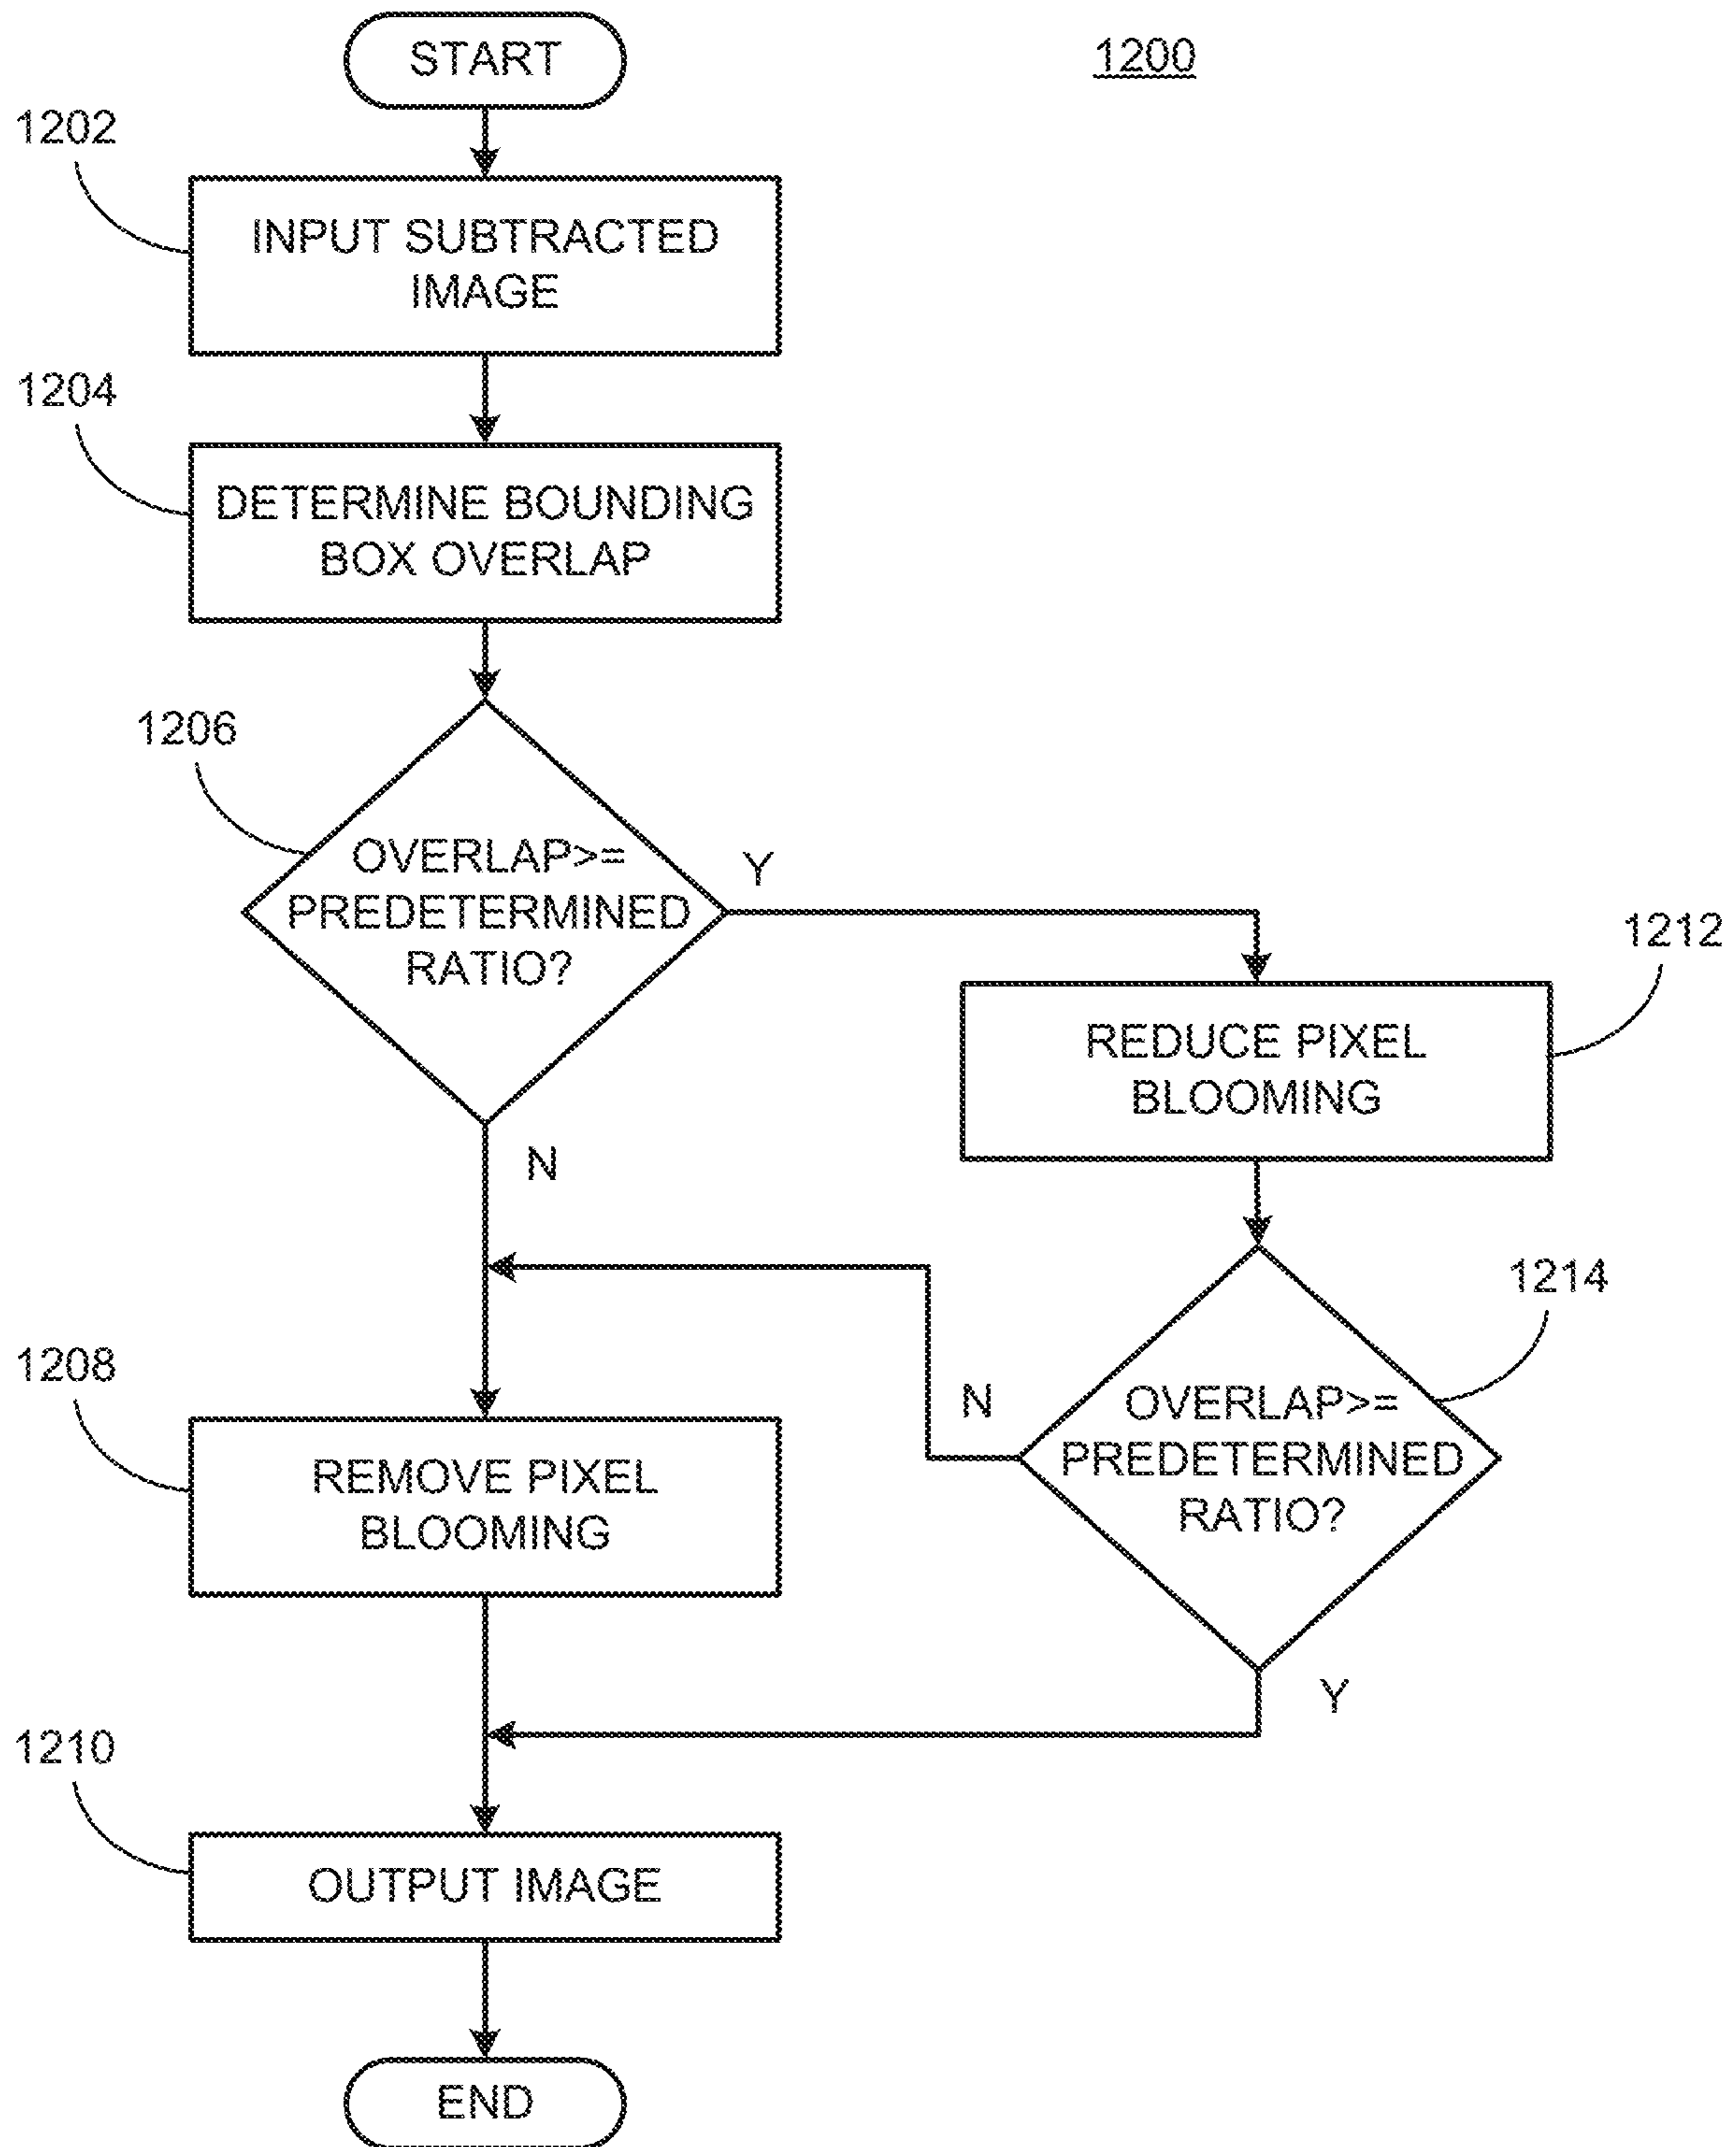 START
1200
1202
INPUT SUBTRACTED
IMAGE
1204
DETERMINE BOUNDING
BOX OVERLAP
1206
OVERLAP>=
PREDETERMINED
RATIO?
Y
N
1212
REDUCE PIXEL
BLOOMING
1214
OVERLAP>=
PREDETERMINED
RATIO?
N
Y
1208
REMOVE PIXEL
BLOOMING
1210
OUTPUT IMAGE
END